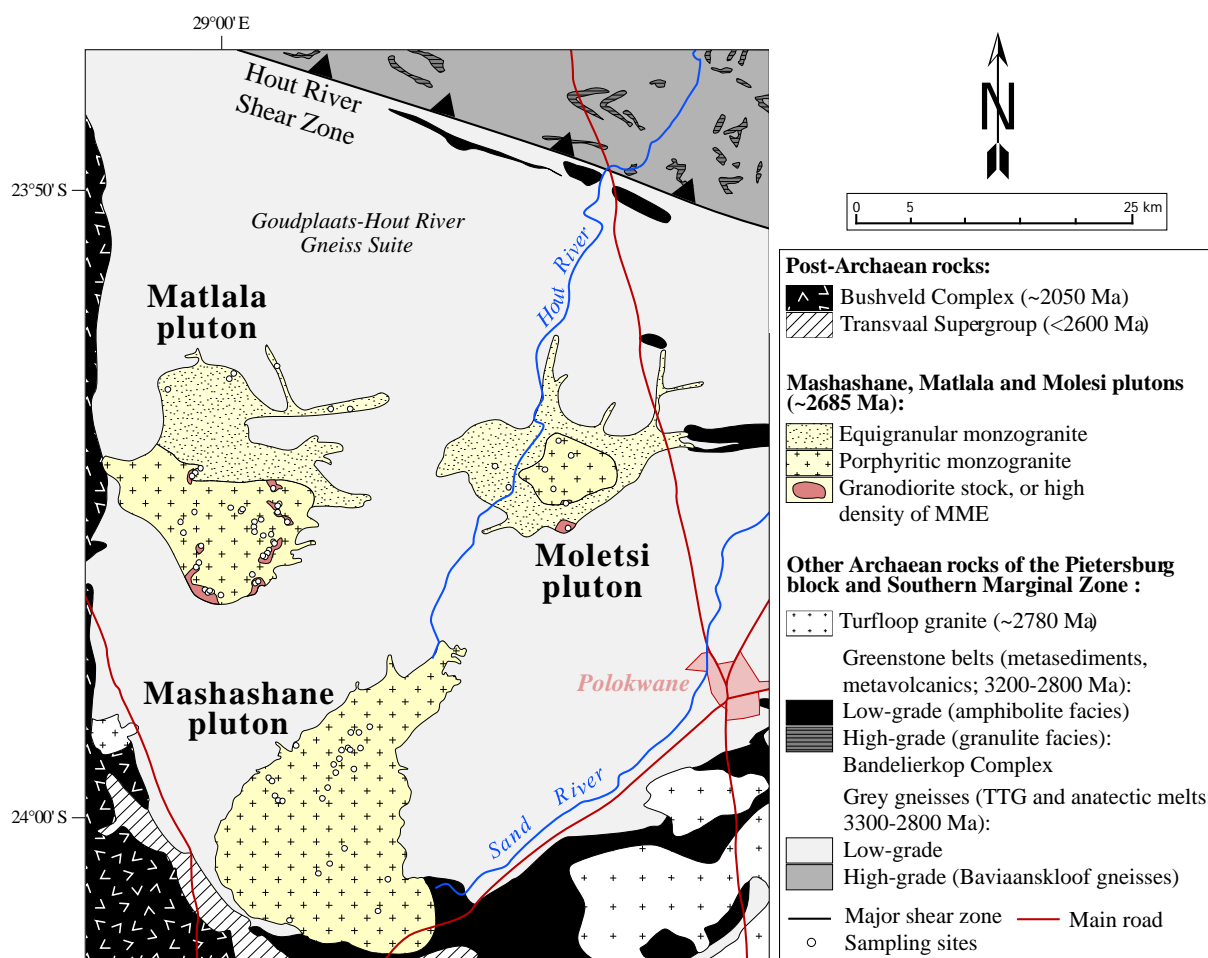 29°00' E
Hout River
Shear Zone
23°50' S
Goudplaats-Hout River
Gneiss Suite
Hout River
Matlala
pluton
Moletsi
pluton
Mashashane
pluton
Polokwane
24°00' S
Sand River
N
0 5 25 km
Post-Archaean rocks:
Bushveld Complex (~2050 Ma)
Transvaal Supergroup (<2600 Ma)
Mashashane, Matlala and Molesi plutons
(~2685 Ma):
Equigranular monzogranite
Porphyritic monzogranite
Granodiorite stock, or high
density of MME
Other Archaean rocks of the Pietersburg
block and Southern Marginal Zone :
Turfloop granite (~2780 Ma)
Greenstone belts (metasediments,
metavolcanics; 3200-2800 Ma):
Low-grade (amphibolite facies)
High-grade (granulite facies):
Bandelierkop Complex
Grey gneisses (TTG and anatectic melts
3300-2800 Ma):
Low-grade
High-grade (Baviaanskloof gneisses)
Major shear zone
Main road
Sampling sites